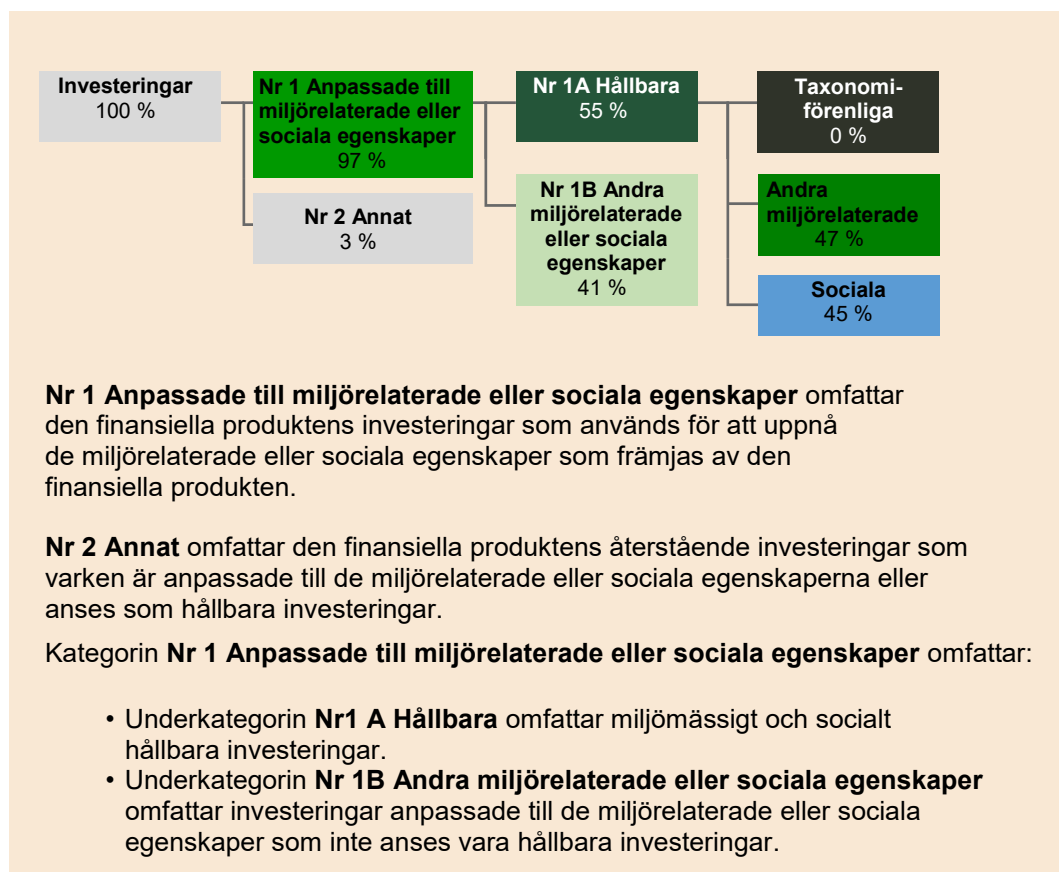 Investeringar
100 %
Nr 1 Anpassade till
miljörelaterade eller
sociala egenskaper
97 %
Nr 2 Annat
3 %
Nr 1A Hållbara
55 %
Nr 1B Andra
miljörelaterade
eller sociala
egenskaper
41 %
Taxonomi-
förenliga
0 %
Andra
miljörelaterade
47 %
Sociala
45 %
Nr 1 Anpassade till miljörelaterade eller sociala egenskaper omfattar
den finansiella produktens investeringar som används för att uppnå
de miljörelaterade eller sociala egenskaper som främjas av den
finansiella produkten.
Nr 2 Annat omfattar den finansiella produktens återstående investeringar som
varken är anpassade till de miljörelaterade eller sociala egenskaperna eller
anses som hållbara investeringar.
Kategorin Nr 1 Anpassade till miljörelaterade eller sociala egenskaper omfattar:
• Underkategorin Nr1 A Hållbara omfattar miljömässigt och socialt
hållbara investeringar.
• Underkategorin Nr 1B Andra miljörelaterade eller sociala egenskaper
omfattar investeringar anpassade till de miljörelaterade eller sociala
egenskaper som inte anses vara hållbara investeringar.